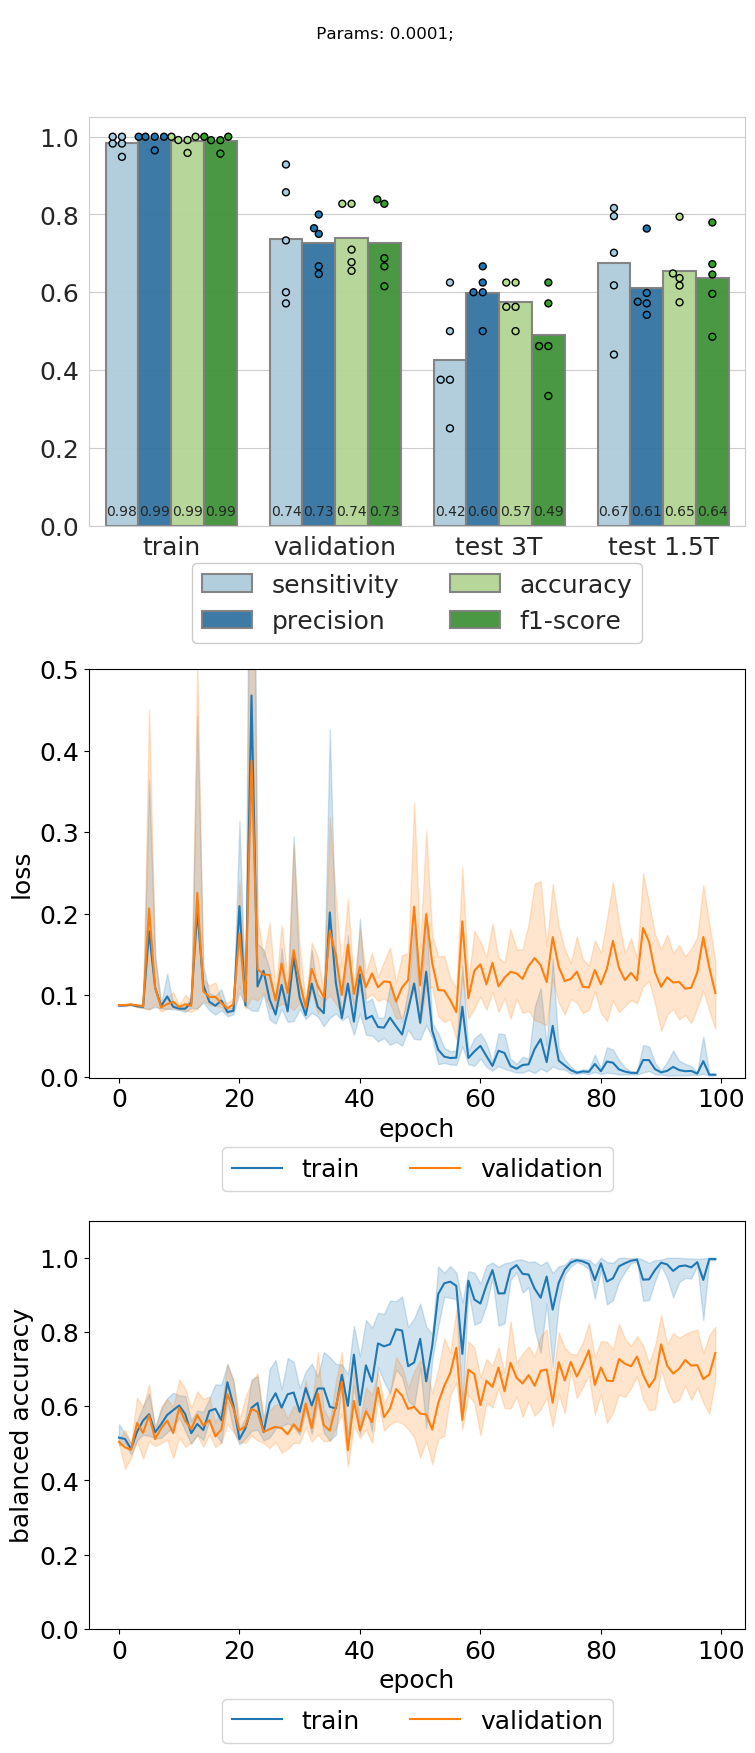 Params: 0.0001;
1.0
0.8
0.6
0.4
0.2
0.0
0.98 0.99 0.99 0.99 0.74 0.73 0.74 0.73 0.42 0.60 0.57 0.49 0.67 0.61 0.65 0.64
train validation test 3T test 1.5T
sensitivity accuracy
precision f1-score
0.5
0.4
0.3
0.2
0.1
0.0
loss
0 20 40 60 80 100
epoch
train validation
1.0
0.8
0.6
0.4
0.2
0.0
balanced accuracy
0 20 40 60 80 100
epoch
train validation